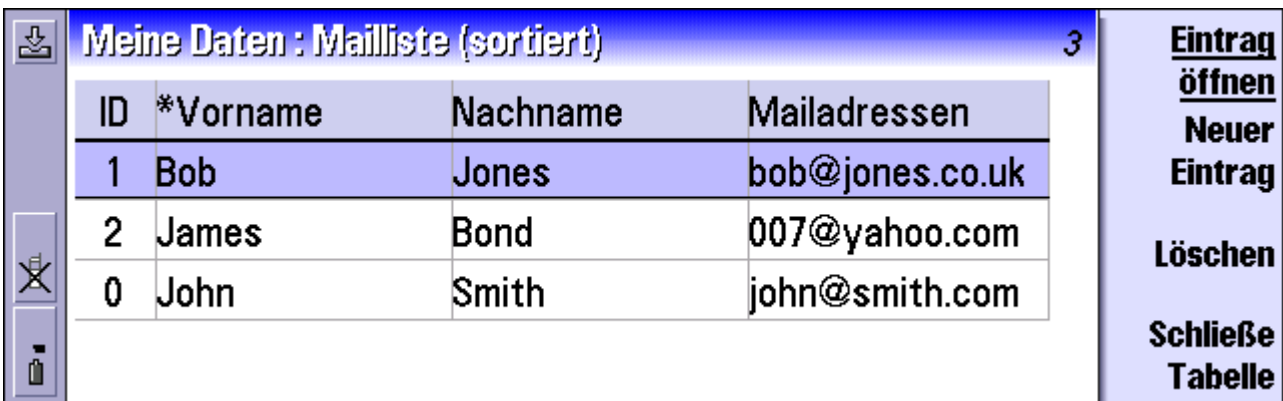 Meine Daten : Mailliste (sortiert) 3
ID *Vorname Nachname Mailadressen
1 Bob Jones bob@jones.co.uk
2 James Bond 007@yahoo.com
0 John Smith john@smith.com
Eintrag
öffnen
Neuer
Eintrag
Löschen
Schließe
Tabelle